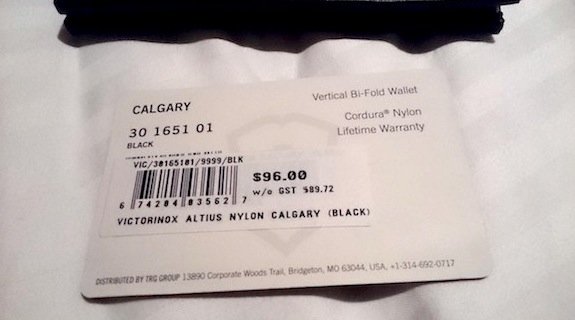 CALGARY
Vertical Bi-Fold Wallet
30 1651 01
Cordura® Nylon
BLACK
Lifetime Warranty
VIC/30165101/9999/BLK
$96.00
w/o GST $89.72
6 74284 03562 7
VICTORINOX ALTIUS NYLON CALGARY (BLACK)
DISTRIBUTED BY TRG GROUP 13890 Corporate Woods Trail, Bridgeton, MO 63044, USA, +1-314-692-0717